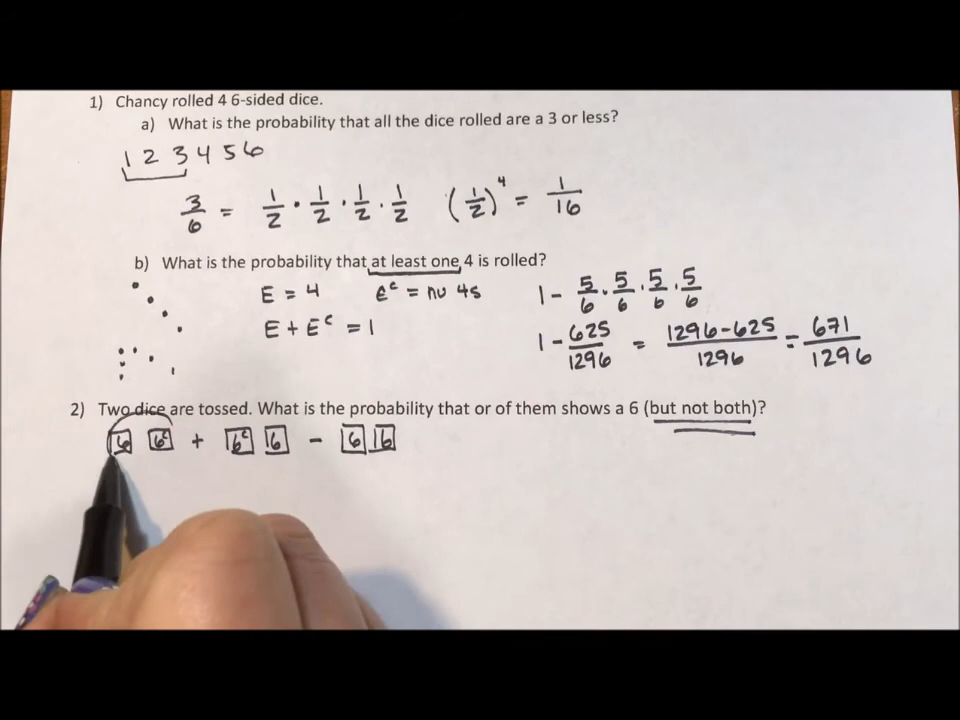 1) Chancy rolled 4 6-sided dice.
a) What is the probability that all the dice rolled are a 3 or less?
1 2 3 4 5 6
3/6 = 1/2 · 1/2 · 1/2 · 1/2 (1/2)^4 = 1/16
b) What is the probability that at least one 4 is rolled?
E = 4 E^c = no 4s 1 - 5/6 · 5/6 · 5/6 · 5/6
E + E^c = 1 1 - 625/1296 = 1296-625/1296 = 671/1296
2) Two dice are tossed. What is the probability that or of them shows a 6 (but not both)?
6 6^c + 6^c 6 - 6 6